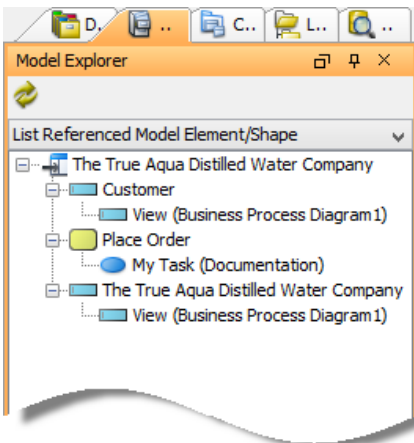 D.. .. C.. L.. ..
Model Explorer
List Referenced Model Element/Shape
The True Aqua Distilled Water Company
Customer
View (Business Process Diagram1)
Place Order
My Task (Documentation)
The True Aqua Distilled Water Company
View (Business Process Diagram1)